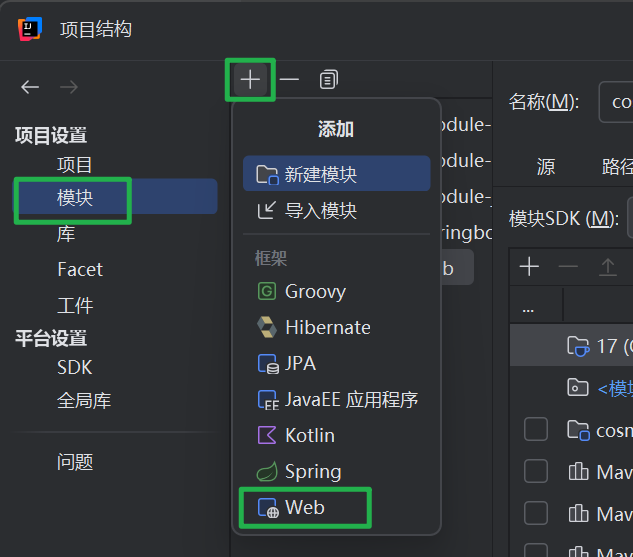 项目结构
项目设置
项目
模块
库
Facet
工件
平台设置
SDK
全局库
问题
添加
新建模块
导入模块
框架
Groovy
Hibernate
JPA
JavaEE 应用程序
Kotlin
Spring
Web
odule-
odule-
odule-
ringbo
b
名称(M):
co
源
路径
模块SDK (M):
...
17 (
<模块
cosm
Mav
Mav